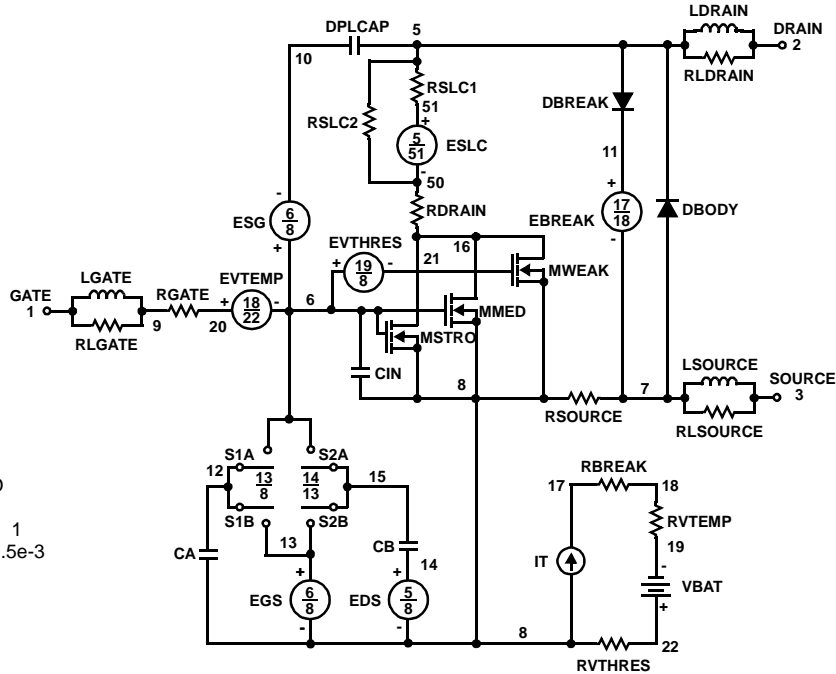 LDRAIN
DPLCAP 5 DRAIN
10 2
RSLC1 RLDRAIN
51 DBREAK
RSLC2 +
5
51 ESLC
-
50 11
- RDRAIN + 17
18
ESG 6
8 EBREAK DBODY
+ EVTHRES 16 -
+ 19
8 - 21 MWEAK
LGATE EVTEMP
GATE RGATE + 18
22 - 6 MMED
1 9 20 MSTRO
RLGATE LSOURCE
CIN 8 7 SOURCE
3
RSOURCE
RLSOURCE
S1A S2A
12 13
8 14
13 15 RBREAK
17 18
S1B S2B RVTEMP
13 CB 19
CA 14 IT -
+ + VBAT
EGS 6
8 EDS 5
8 +
- - 8 22
RVTHRES
)
1
.5e-3